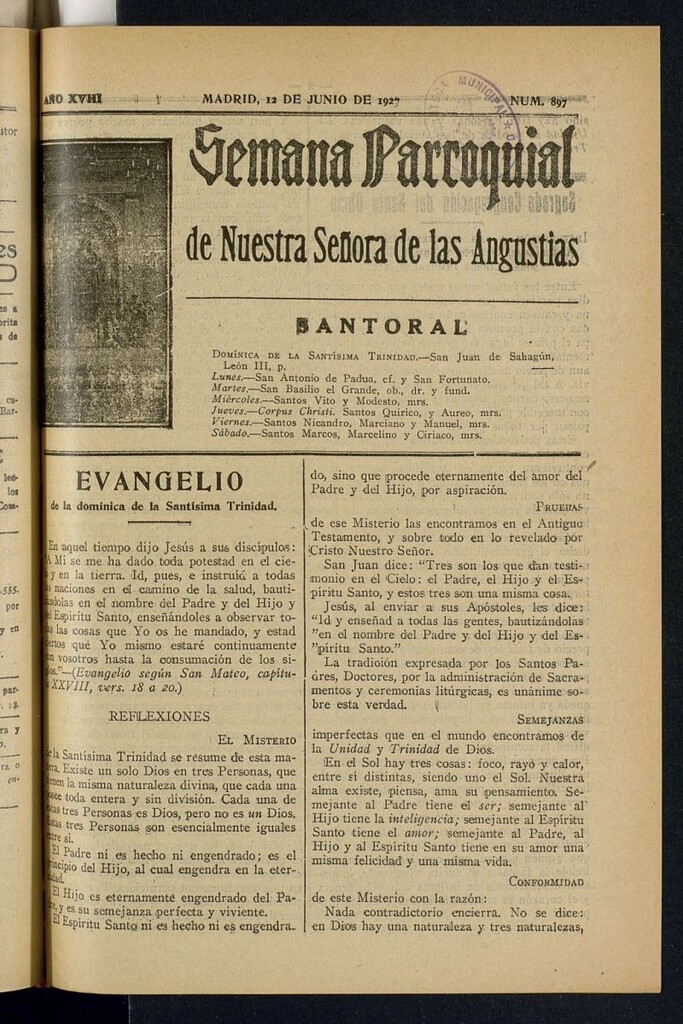 AÑO XVIII
MADRID, 12 DE JUNIO DE 1927
NUM. 897
MUNICIPAL
Semana Parroquial
de Nuestra Señora de las Angustias
SANTORAL
Domínica de la Santísima Trinidad.—San Juan de Sahagún,
León III, p.
Lunes.—San Antonio de Padua, cf. y San Fortunato.
Martes.—San Basilio el Grande, ob., dr. y fund.
Miércoles.—Santos Vito y Modesto, mrs.
Jueves.—Corpus Christi. Santos Quirico, y Aureo, mrs.
Viernes.—Santos Nicandro, Marciano y Manuel, mrs.
Sábado.—Santos Marcos, Marcelino y Ciriaco, mrs.
EVANGELIO
de la domínica de la Santísima Trinidad.
En aquel tiempo dijo Jesús a sus discípulos:
A Mí se me ha dado toda potestad en el cie-
y en la tierra. Id, pues, e instruíd a todas
naciones en el camino de la salud, bauti-
ándolas en el nombre del Padre y del Hijo y
Espíritu Santo, enseñándoles a observar to-
las cosas que Yo os he mandado, y estad
ertos que Yo mismo estaré continuamente
vosotros hasta la consumación de los si-
os."—(Evangelio según San Mateo, capítu-
XXVIII, vers. 18 a 20.)
REFLEXIONES
El Misterio
la Santísima Trinidad se resume de esta ma-
era. Existe un solo Dios en tres Personas, que
enen la misma naturaleza divina, que cada una
see toda entera y sin división. Cada una de
tas tres Personas es Dios, pero no es un Dios.
tas tres Personas son esencialmente iguales
tre sí.
El Padre ni es hecho ni engendrado; es el
incipio del Hijo, al cual engendra en la eter-
dad.
El Hijo es eternamente engendrado del Pa-
re, y es su semejanza perfecta y viviente.
El Espíritu Santo ni es hecho ni es engendra-
do, sino que procede eternamente del amor del
Padre y del Hijo, por aspiración.
Pruebas
de ese Misterio las encontramos en el Antiguo
Testamento, y sobre todo en lo revelado por
Cristo Nuestro Señor.
San Juan dice: "Tres son los que dan testi-
monio en el Cielo: el Padre, el Hijo y el Es-
píritu Santo, y estos tres son una misma cosa.
Jesús, al enviar a sus Apóstoles, les dice:
"Id y enseñad a todas las gentes, bautizándolas
"en el nombre del Padre y del Hijo y del Es-
"píritu Santo."
La tradición expresada por los Santos Pa-
dres, Doctores, por la administración de Sacra-
mentos y ceremonias litúrgicas, es unánime so-
bre esta verdad.
Semejanzas
imperfectas que en el mundo encontramos de
la Unidad y Trinidad de Dios.
En el Sol hay tres cosas: foco, rayo y calor,
entre sí distintas, siendo uno el Sol. Nuestra
alma existe, piensa, ama su pensamiento. Se-
mejante al Padre tiene el ser; semejante al
Hijo tiene la inteligencia; semejante al Espíritu
Santo tiene el amor; semejante al Padre, al
Hijo y al Espíritu Santo tiene en su amor una
misma felicidad y una misma vida.
Conformidad
de este Misterio con la razón:
Nada contradictorio encierra. No se dice:
en Dios hay una naturaleza y tres naturalezas,